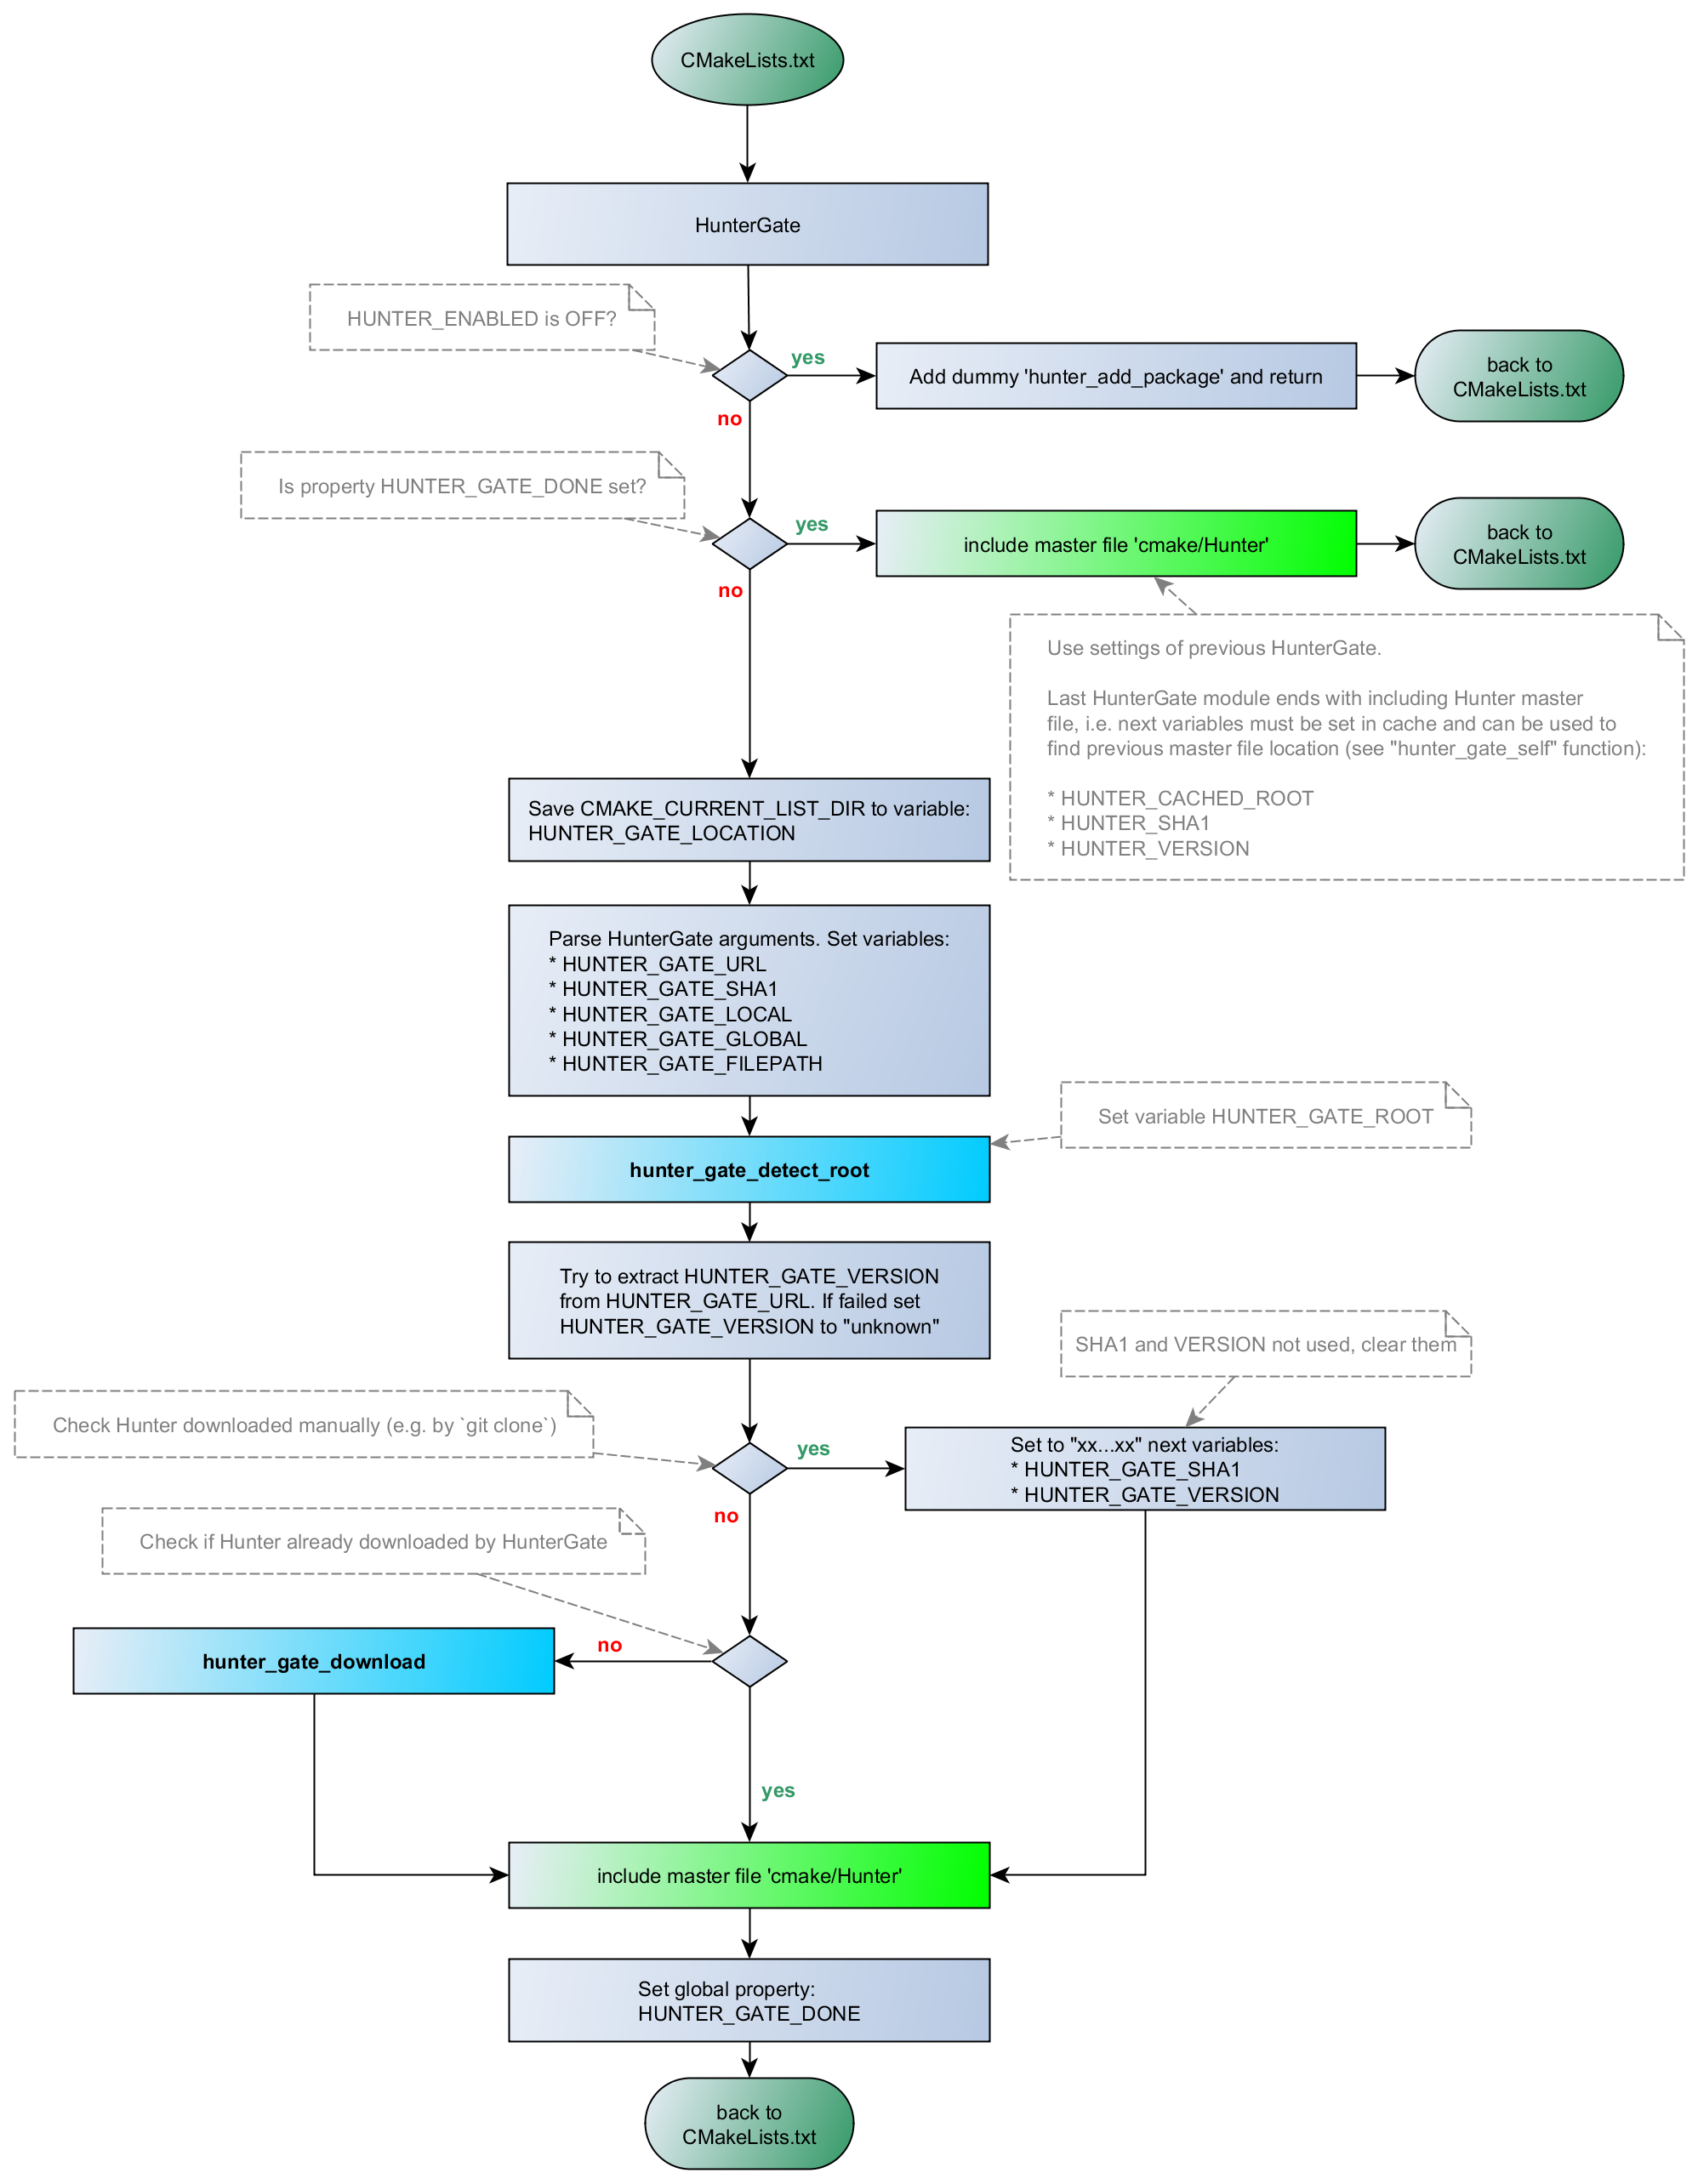 CMakeLists.txt
HunterGate
HUNTER_ENABLED is OFF?
yes
Add dummy 'hunter_add_package' and return
back to
CMakeLists.txt
no
Is property HUNTER_GATE_DONE set?
yes
include master file 'cmake/Hunter'
back to
CMakeLists.txt
no
Use settings of previous HunterGate.
Last HunterGate module ends with including Hunter master
file, i.e. next variables must be set in cache and can be used to
find previous master file location (see "hunter_gate_self" function):
* HUNTER_CACHED_ROOT
* HUNTER_SHA1
* HUNTER_VERSION
Save CMAKE_CURRENT_LIST_DIR to variable:
HUNTER_GATE_LOCATION
Parse HunterGate arguments. Set variables:
* HUNTER_GATE_URL
* HUNTER_GATE_SHA1
* HUNTER_GATE_LOCAL
* HUNTER_GATE_GLOBAL
* HUNTER_GATE_FILEPATH
Set variable HUNTER_GATE_ROOT
hunter_gate_detect_root
Try to extract HUNTER_GATE_VERSION
from HUNTER_GATE_URL. If failed set
HUNTER_GATE_VERSION to "unknown"
SHA1 and VERSION not used, clear them
Check Hunter downloaded manually (e.g. by `git clone`)
yes
Set to "xx...xx" next variables:
* HUNTER_GATE_SHA1
* HUNTER_GATE_VERSION
no
Check if Hunter already downloaded by HunterGate
no
hunter_gate_download
yes
include master file 'cmake/Hunter'
Set global property:
HUNTER_GATE_DONE
back to
CMakeLists.txt